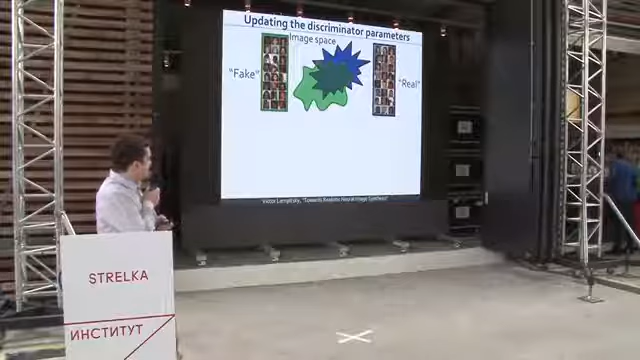 Updating the discriminator parameters
Image space
"Fake"
"Real"
Victor Lempitsky, "Towards Realistic Neural Image Synthesis"
STRELKA
ИНСТИТУТ